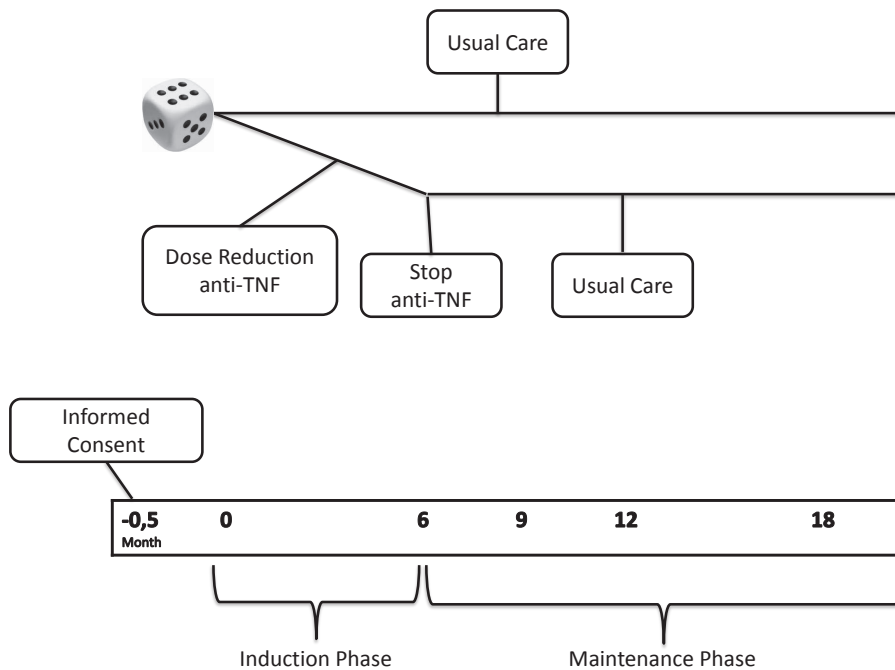 Usual Care
Dose Reduction
anti-TNF
Stop
anti-TNF
Usual Care
Informed
Consent
-0,5 0 6 9 12 18
Month
Induction Phase Maintenance Phase